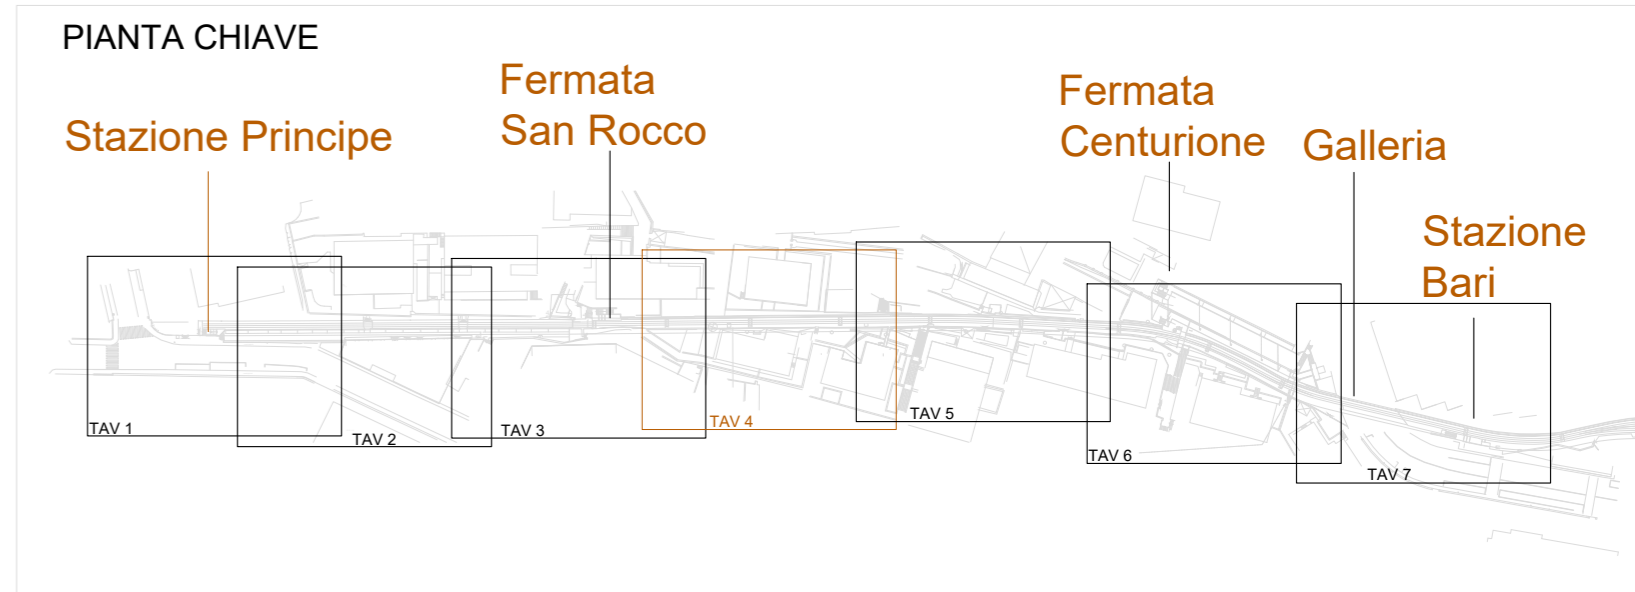 PIANTA CHIAVE
Stazione Principe
Fermata
San Rocco
Fermata
Centurione
Galleria
Stazione
Bari
TAV 1
TAV 2
TAV 3
TAV 4
TAV 5
TAV 6
TAV 7